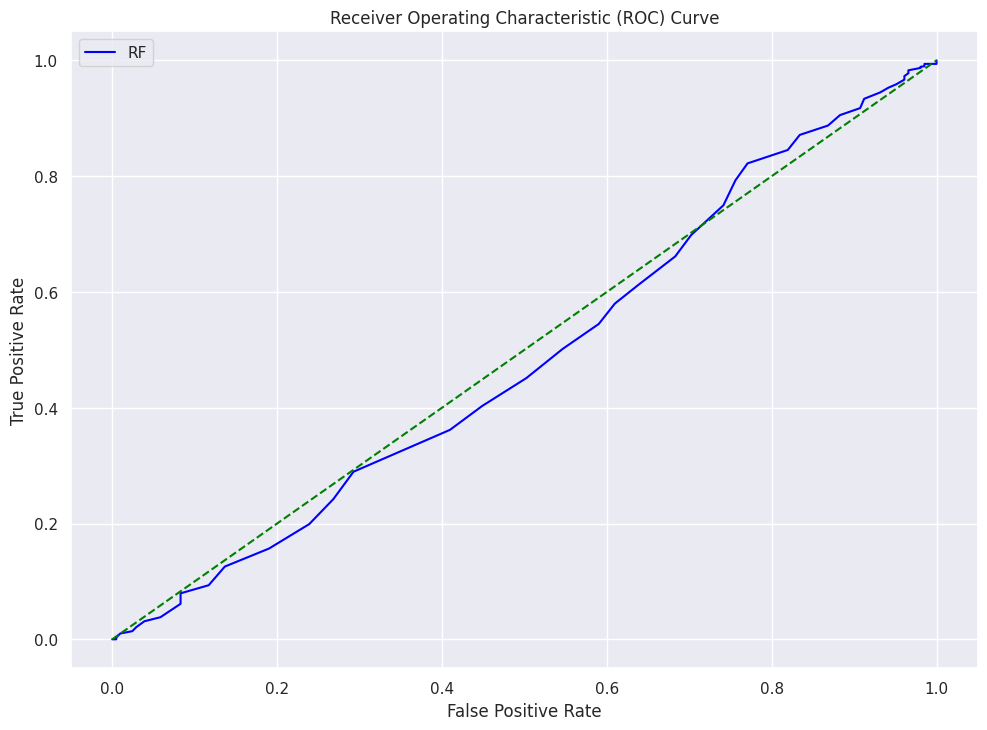 Receiver Operating Characteristic (ROC) Curve
RF
1.0
0.8
0.6
0.4
0.2
0.0
True Positive Rate
0.0 0.2 0.4 0.6 0.8 1.0
False Positive Rate